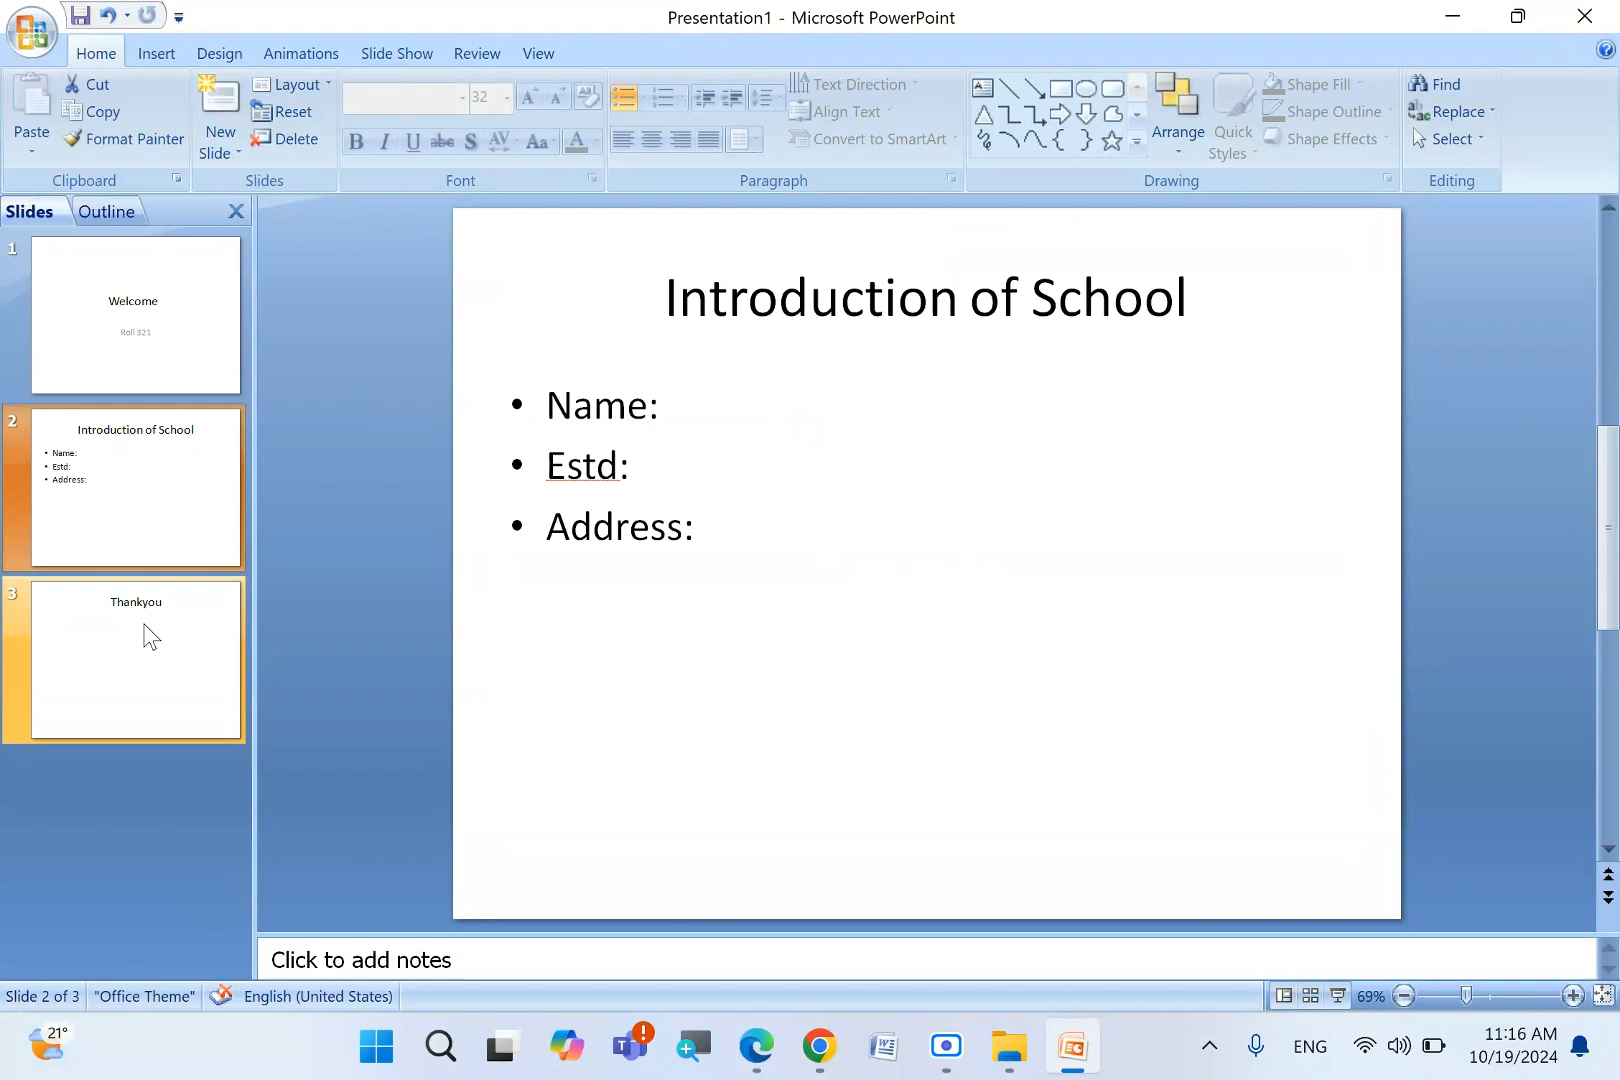 Presentation1 - Microsoft PowerPoint
Home Insert Design Animations Slide Show Review View
Paste
Cut
Copy
Format Painter
Clipboard
New Slide
Layout
Reset
Delete
Slides
32
B I U abc S AV Aa A
Font
Text Direction
Align Text
Convert to SmartArt
Paragraph
Arrange
Quick Styles
Shape Fill
Shape Outline
Shape Effects
Drawing
Find
Replace
Select
Editing
Slides Outline
1
Welcome
Roll 321
2
Introduction of School
• Name:
• Estd:
• Address:
3
Thankyou
Introduction of School
• Name:
• Estd:
• Address:
Click to add notes
Slide 2 of 3 "Office Theme" English (United States) 69%
21°
ENG
11:16 AM
10/19/2024